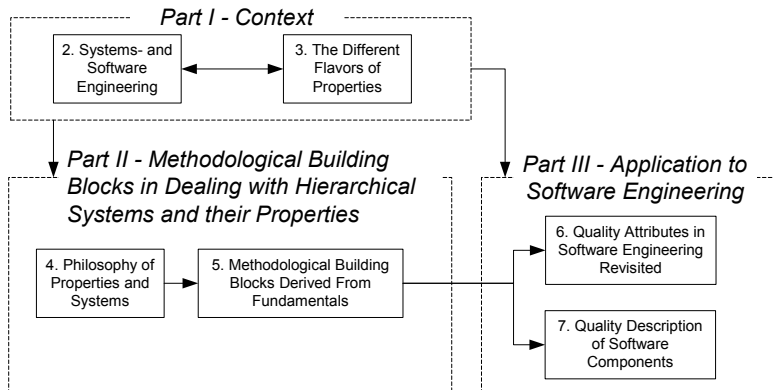 Part I - Context
2. Systems- and
Software
Engineering
3. The Different
Flavors of
Properties
Part II - Methodological Building
Blocks in Dealing with Hierarchical
Systems and their Properties
4. Philosophy of
Properties and
Systems
5. Methodological Building
Blocks Derived From
Fundamentals
Part III - Application to
Software Engineering
6. Quality Attributes in
Software Engineering
Revisited
7. Quality Description
of Software
Components